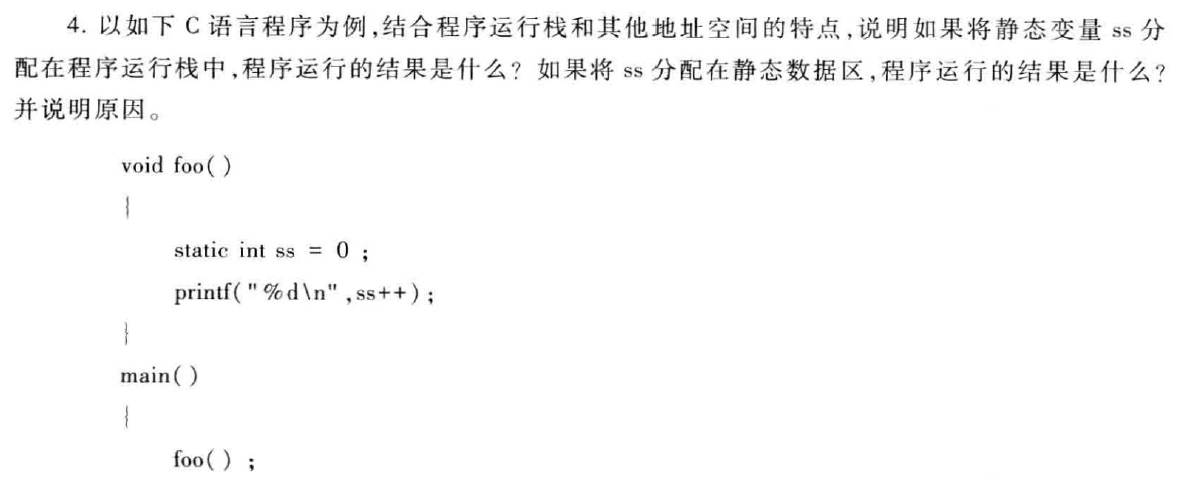 4. 以如下 C 语言程序为例,结合程序运行栈和其他地址空间的特点,说明如果将静态变量 ss 分
配在程序运行栈中,程序运行的结果是什么? 如果将 ss 分配在静态数据区,程序运行的结果是什么?
并说明原因。
void foo( )
{
static int ss = 0 ;
printf("%d\n",ss++);
}
main( )
{
foo( ) ;